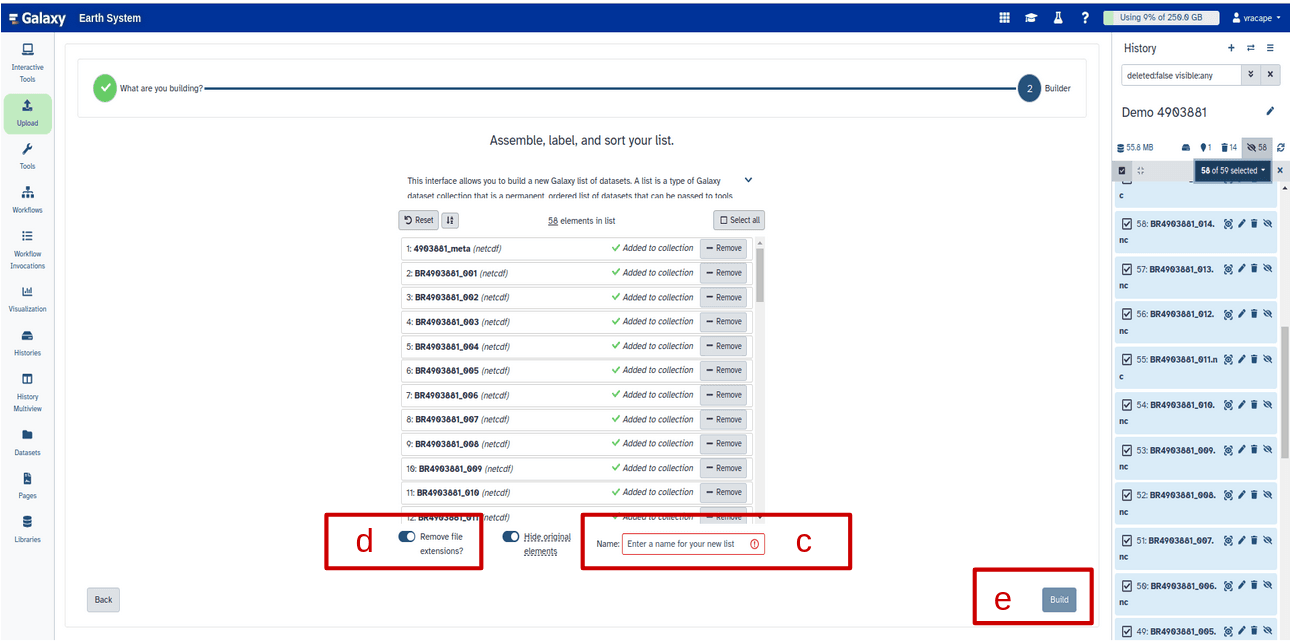 Galaxy Earth System
Using 9% of 250.0 GB
vracape
Interactive
Tools
Upload
Tools
Workflows
Workflow
Invocations
Visualization
Histories
History
Multiview
Datasets
Pages
Libraries
What are you building?
2 Builder
Assemble, label, and sort your list.
This interface allows you to build a new Galaxy list of datasets. A list is a type of Galaxy
dataset collection that is a permanent, ordered list of datasets that can be passed to tools
Reset
58 elements in list
Select all
1: 4903881_meta (netcdf) Added to collection Remove
2: BR4903881_001 (netcdf) Added to collection Remove
3: BR4903881_002 (netcdf) Added to collection Remove
4: BR4903881_003 (netcdf) Added to collection Remove
5: BR4903881_004 (netcdf) Added to collection Remove
6: BR4903881_005 (netcdf) Added to collection Remove
7: BR4903881_006 (netcdf) Added to collection Remove
8: BR4903881_007 (netcdf) Added to collection Remove
9: BR4903881_008 (netcdf) Added to collection Remove
10: BR4903881_009 (netcdf) Added to collection Remove
11: BR4903881_010 (netcdf) Added to collection Remove
12: BR4903881_011 (netcdf) Added to collection Remove
d
Remove file
extensions?
Hide original
elements
Name: Enter a name for your new list
c
Back
e
Build
History
deleted:false visible:any
Demo 4903881
55.8 MB 1 14 58
58 of 59 selected
c
58: BR4903881_014.
nc
57: BR4903881_013.
nc
56: BR4903881_012.
nc
55: BR4903881_011.n
c
54: BR4903881_010.
nc
53: BR4903881_009.
nc
52: BR4903881_008.
nc
51: BR4903881_007.
nc
50: BR4903881_006.
nc
49: BR4903881_005.